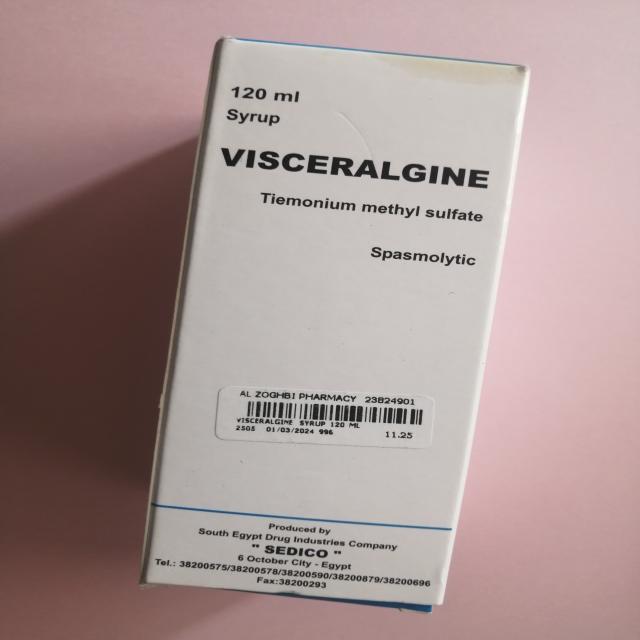 120 ml
Syrup
VISCERALGINE
Tiemonium methyl sulfate
Spasmolytic
AL ZOGHBI PHARMACY 23824901
VISCERALGINE SYRUP 120 ML
2505 01/03/2024 996 11.25
Produced by
South Egypt Drug Industries Company
" SEDICO "
6 October City - Egypt
Tel.: 38200575/38200578/38200590/38200879/38200696
Fax:38200293